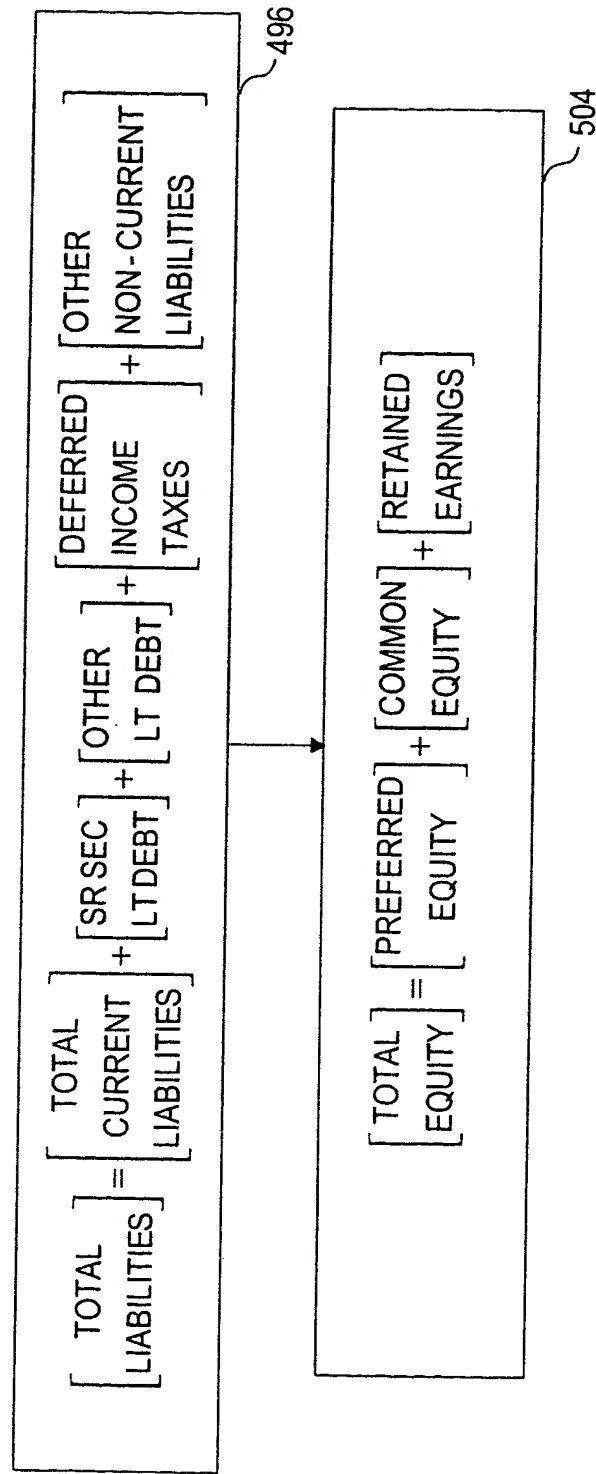 [TOTAL LIABILITIES] = [TOTAL CURRENT LIABILITIES] + [SR SEC LT DEBT] + [OTHER LT DEBT] + [DEFERRED INCOME TAXES] + [OTHER NON-CURRENT LIABILITIES]
496
[TOTAL EQUITY] = [PREFERRED EQUITY] + [COMMON EQUITY] + [RETAINED EARNINGS]
504